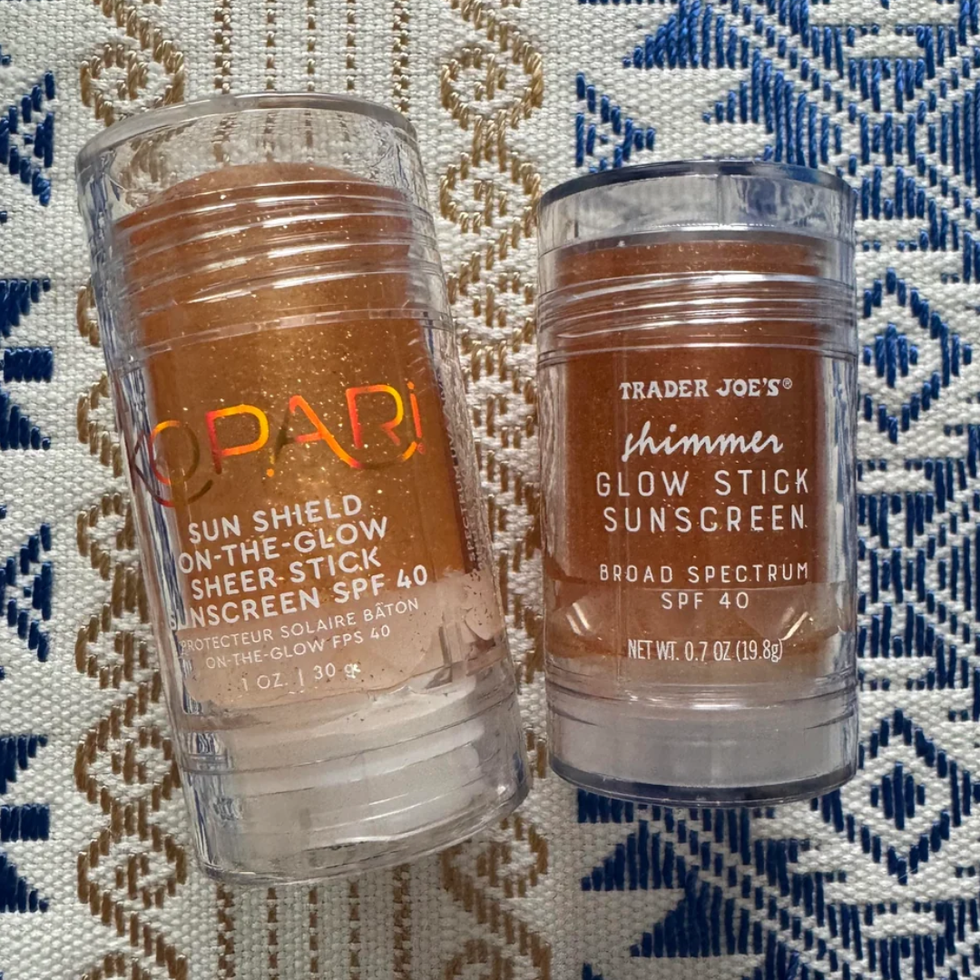 KOPARi
SUN SHIELD
ON-THE-GLOW
SHEER STICK
SUNSCREEN SPF 40
PROTECTEUR SOLAIRE BÂTON
ON-THE-GLOW FPS 40
1 OZ. | 30 g
TRADER JOE'S®
shimmer
GLOW STICK
SUNSCREEN
BROAD SPECTRUM
SPF 40
NET WT. 0.7 OZ (19.8g)